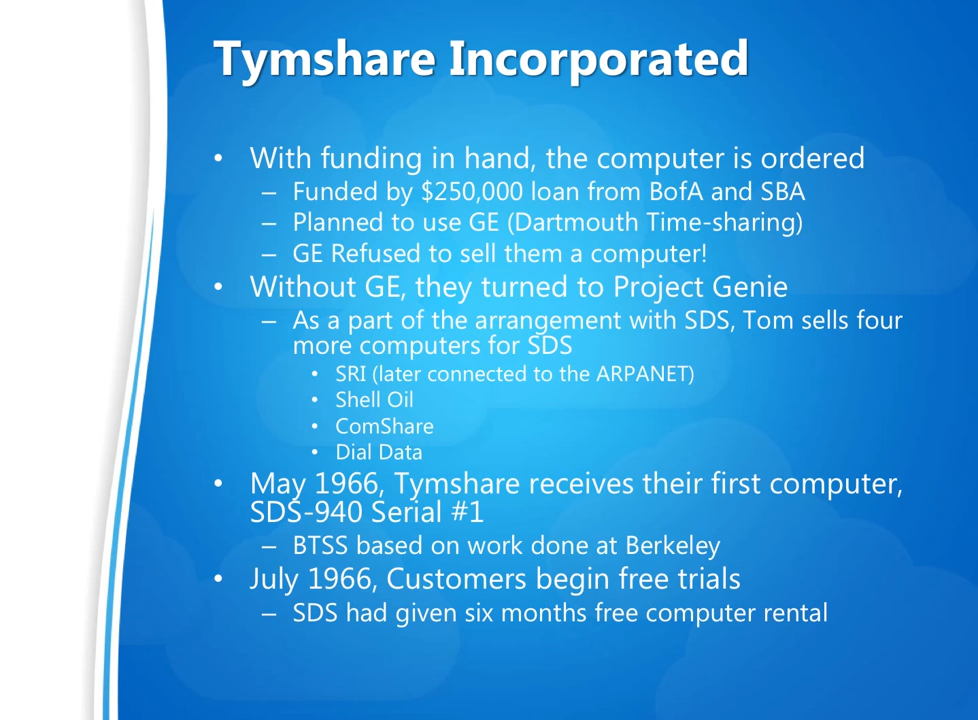 Tymshare Incorporated
• With funding in hand, the computer is ordered
– Funded by $250,000 loan from BofA and SBA
– Planned to use GE (Dartmouth Time-sharing)
– GE Refused to sell them a computer!
• Without GE, they turned to Project Genie
– As a part of the arrangement with SDS, Tom sells four
more computers for SDS
• SRI (later connected to the ARPANET)
• Shell Oil
• ComShare
• Dial Data
• May 1966, Tymshare receives their first computer,
SDS-940 Serial #1
– BTSS based on work done at Berkeley
• July 1966, Customers begin free trials
– SDS had given six months free computer rental